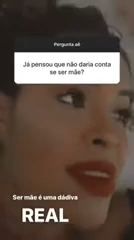 Pergunta aê
Já pensou que não daria conta
se ser mãe?
Ser mãe é uma dádiva
REAL